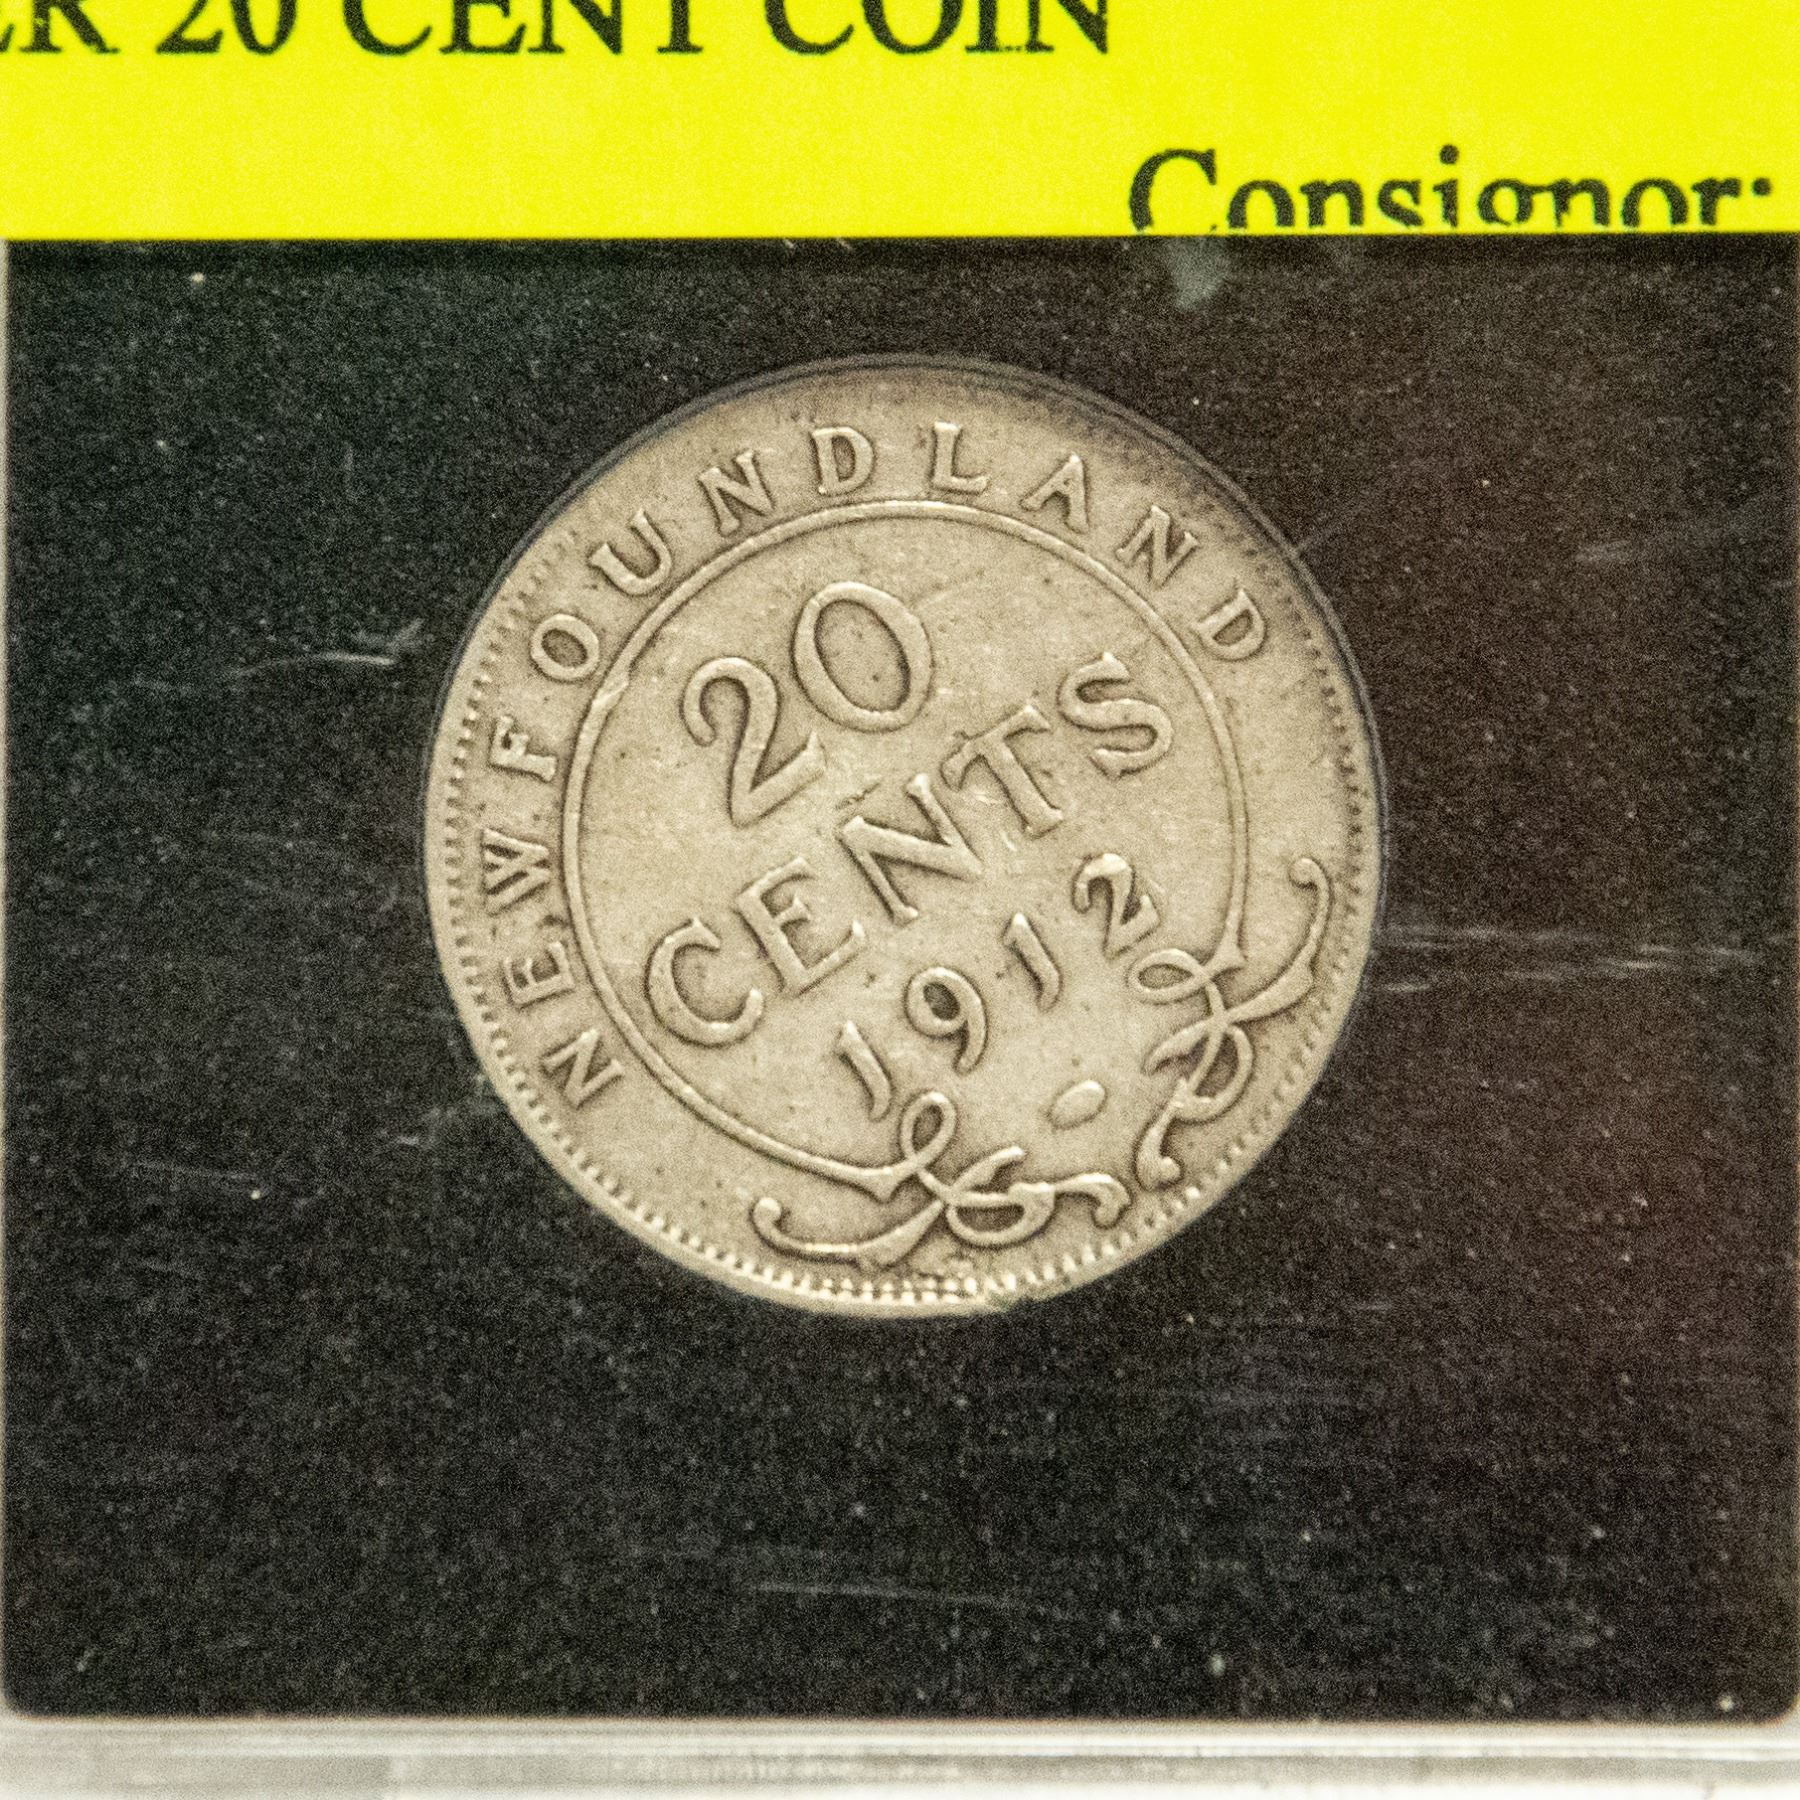 ER 20 CENT COIN
Consignor:
NEWFOUNDLAND
20
CENTS
1912